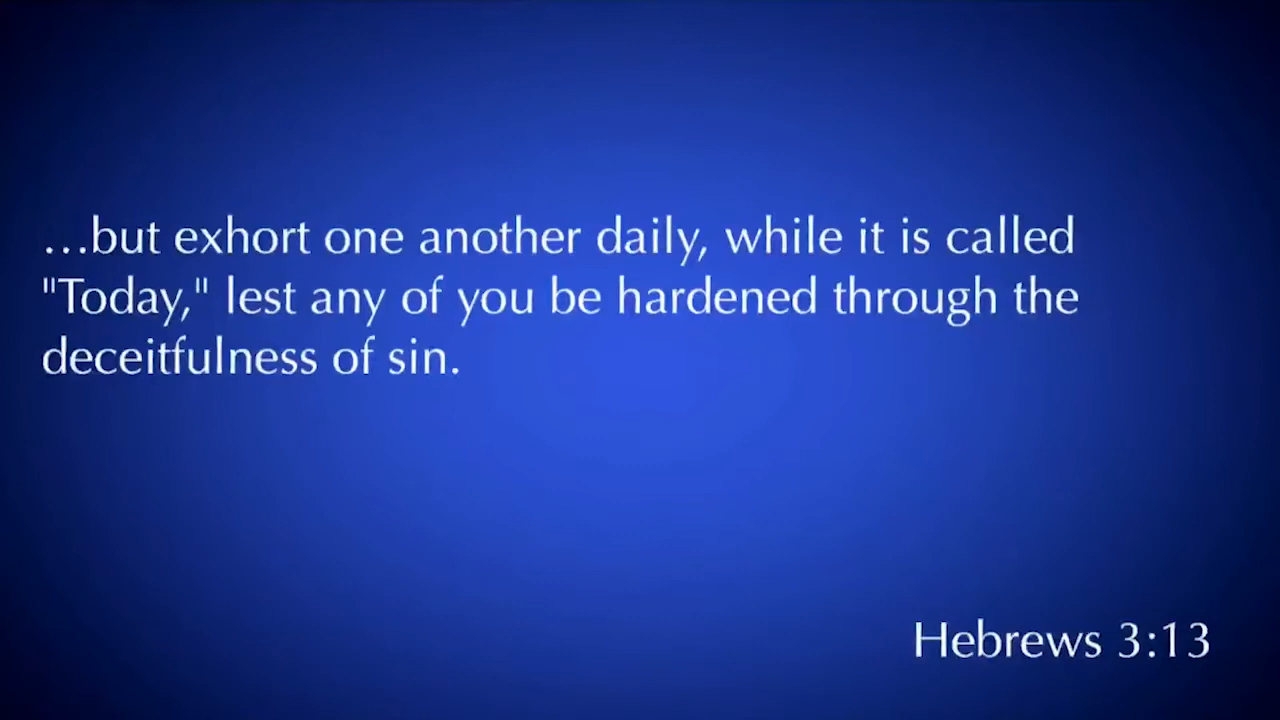 …but exhort one another daily, while it is called
"Today," lest any of you be hardened through the
deceitfulness of sin.
Hebrews 3:13